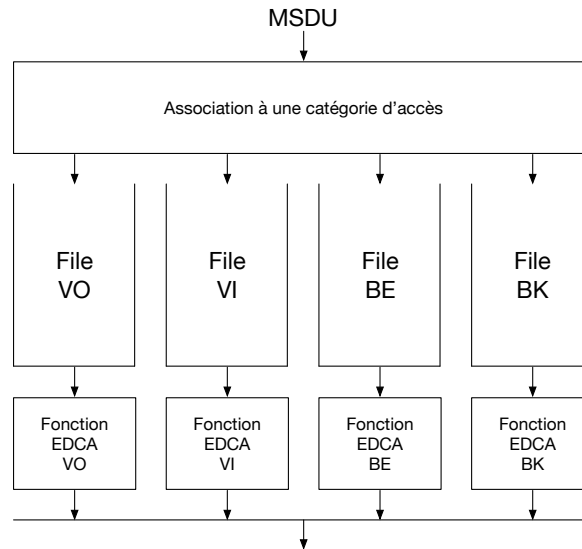 MSDU
Association à une catégorie d'accès
File
VO
File
VI
File
BE
File
BK
Fonction
EDCA
VO
Fonction
EDCA
VI
Fonction
EDCA
BE
Fonction
EDCA
BK